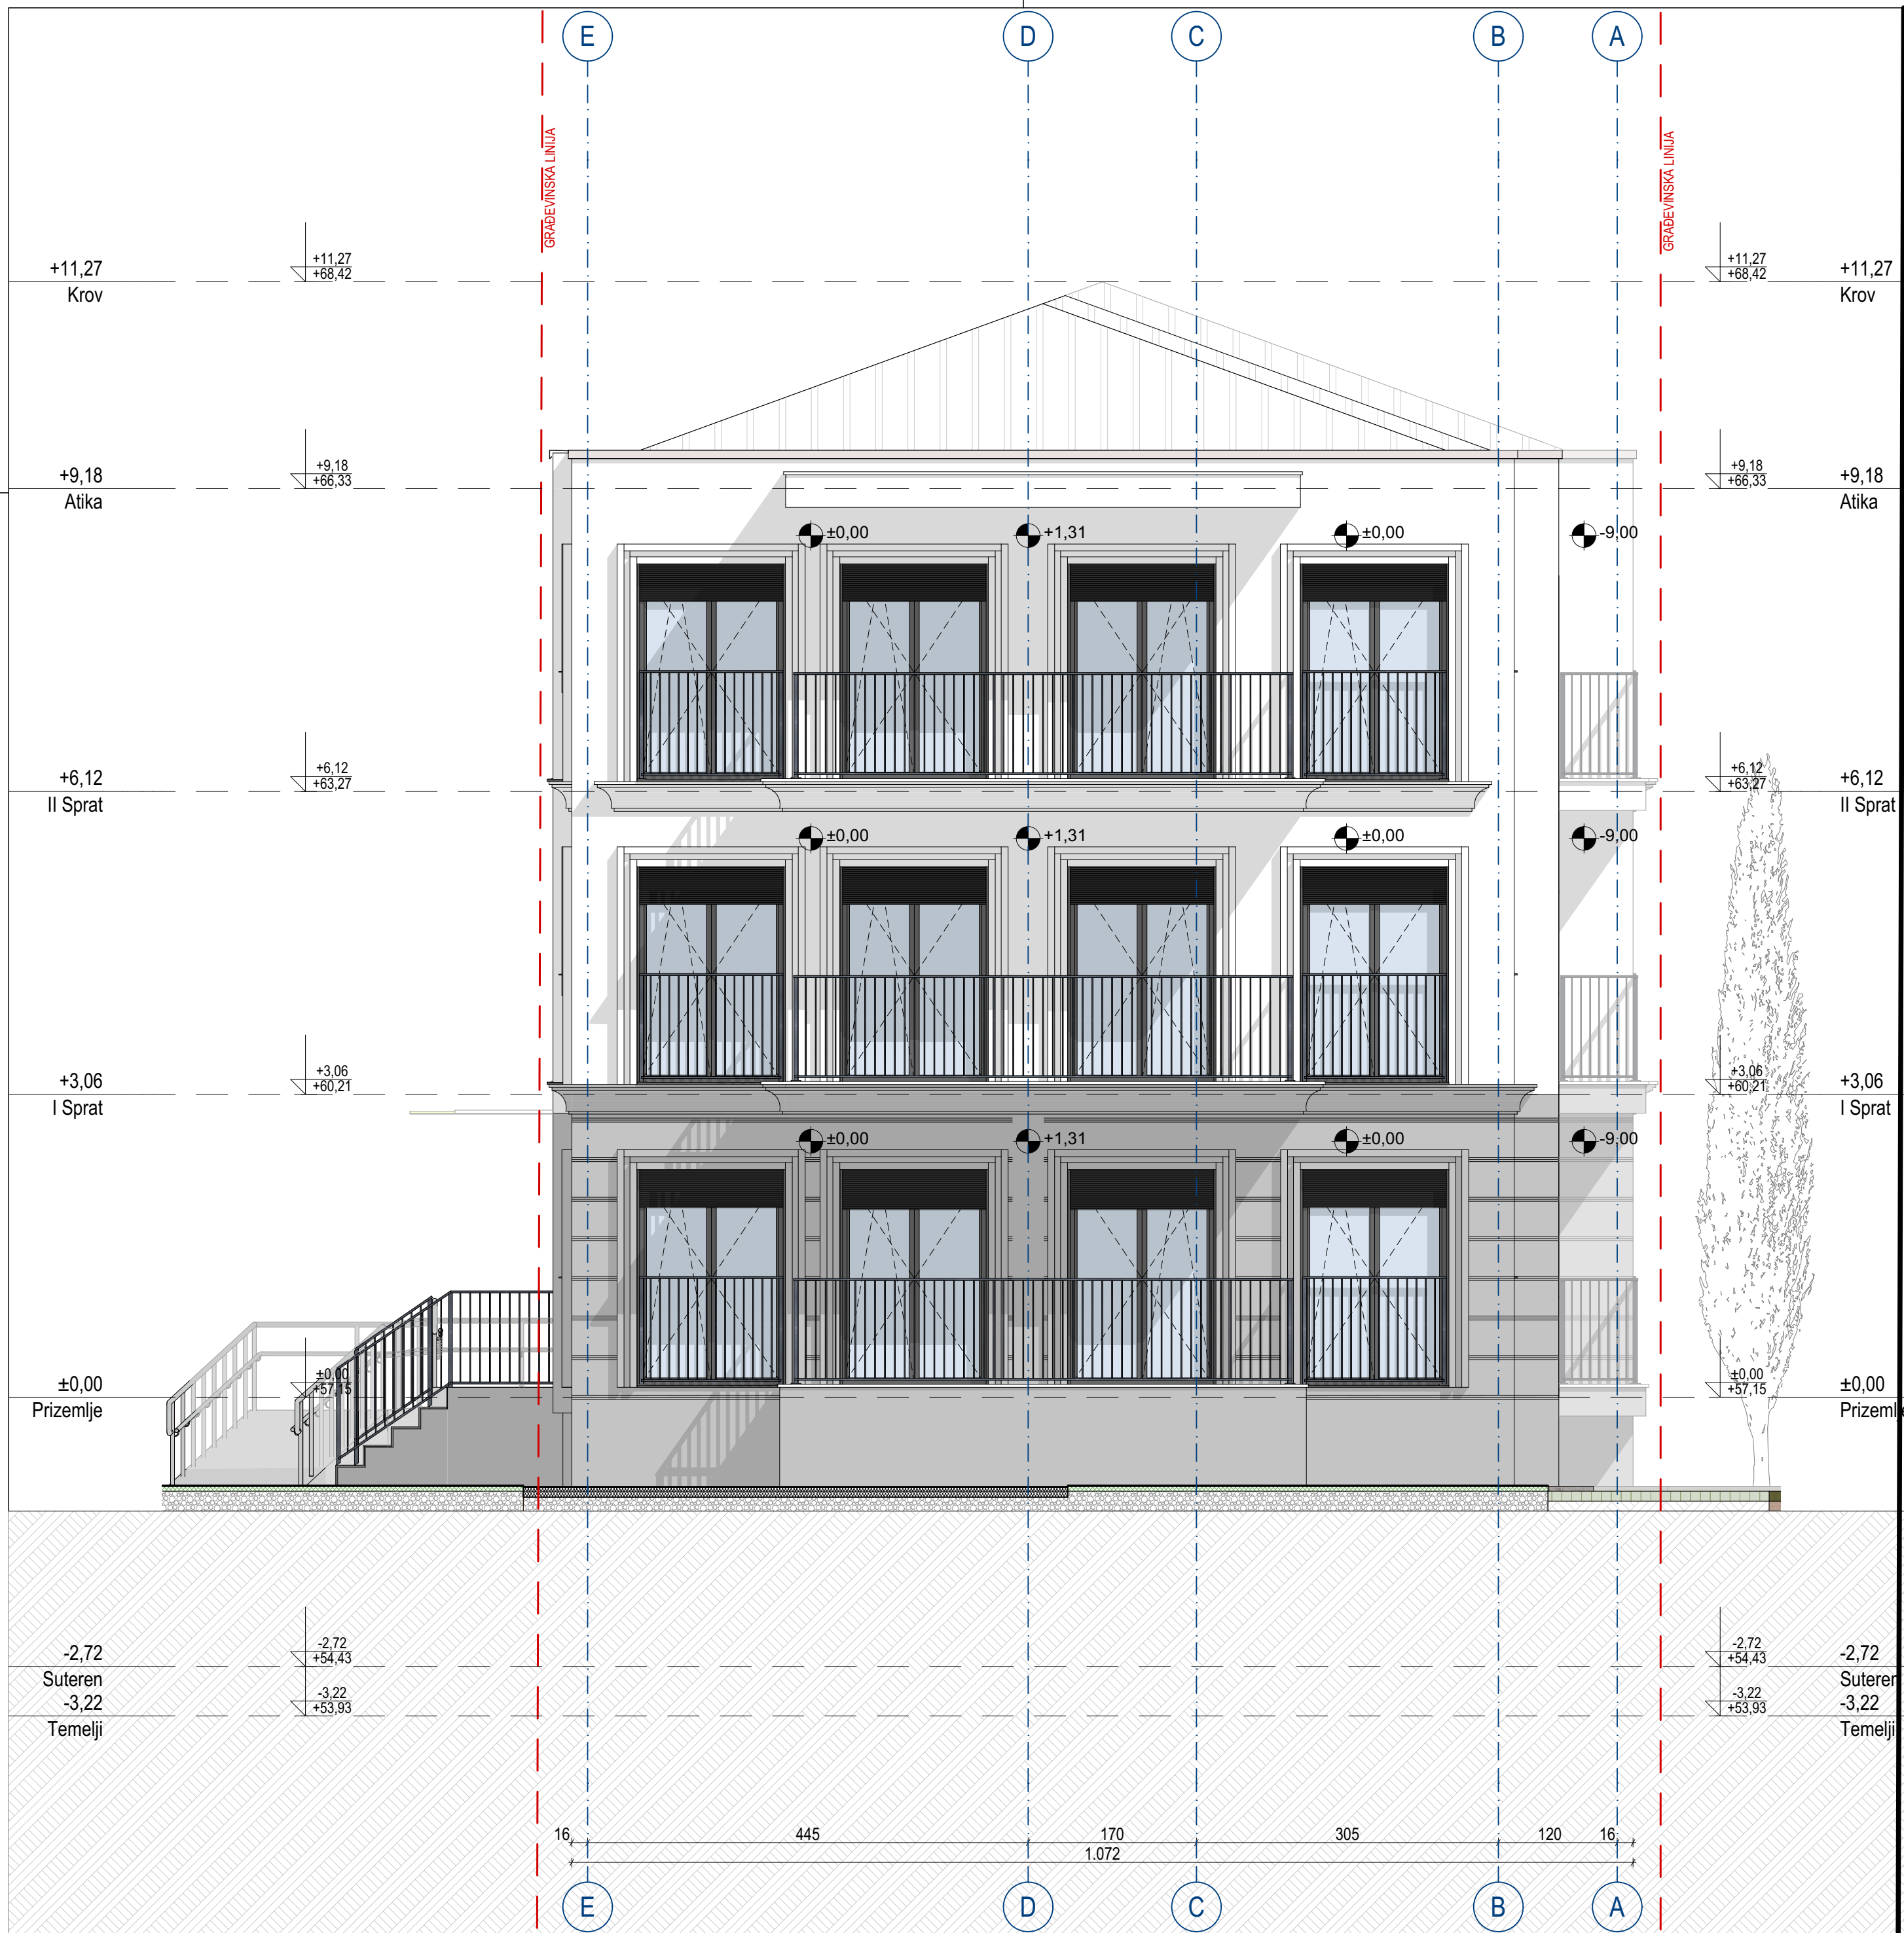 E D C B A
GRAĐEVINSKA LINIJA
GRAĐEVINSKA LINIJA
+11,27
Krov
+11,27
+68,42
+11,27
+68,42
+11,27
Krov
+9,18
Atika
+9,18
+66,33
+9,18
+66,33
+9,18
Atika
±0,00 +1,31 ±0,00 -9,00
+6,12
II Sprat
+6,12
+63,27
+6,12
+63,27
+6,12
II Sprat
±0,00 +1,31 ±0,00 -9,00
+3,06
I Sprat
+3,06
+60,21
+3,06
+60,21
+3,06
I Sprat
±0,00 +1,31 ±0,00 -9,00
±0,00
Prizemlje
±0,00
+57,15
±0,00
+57,15
±0,00
Prizemlje
-2,72
Suteren
-2,72
+54,43
-2,72
+54,43
-2,72
Suteren
-3,22
Temelji
-3,22
+53,93
-3,22
+53,93
-3,22
Temelji
16 445 170 305 120 16
1.072
E D C B A